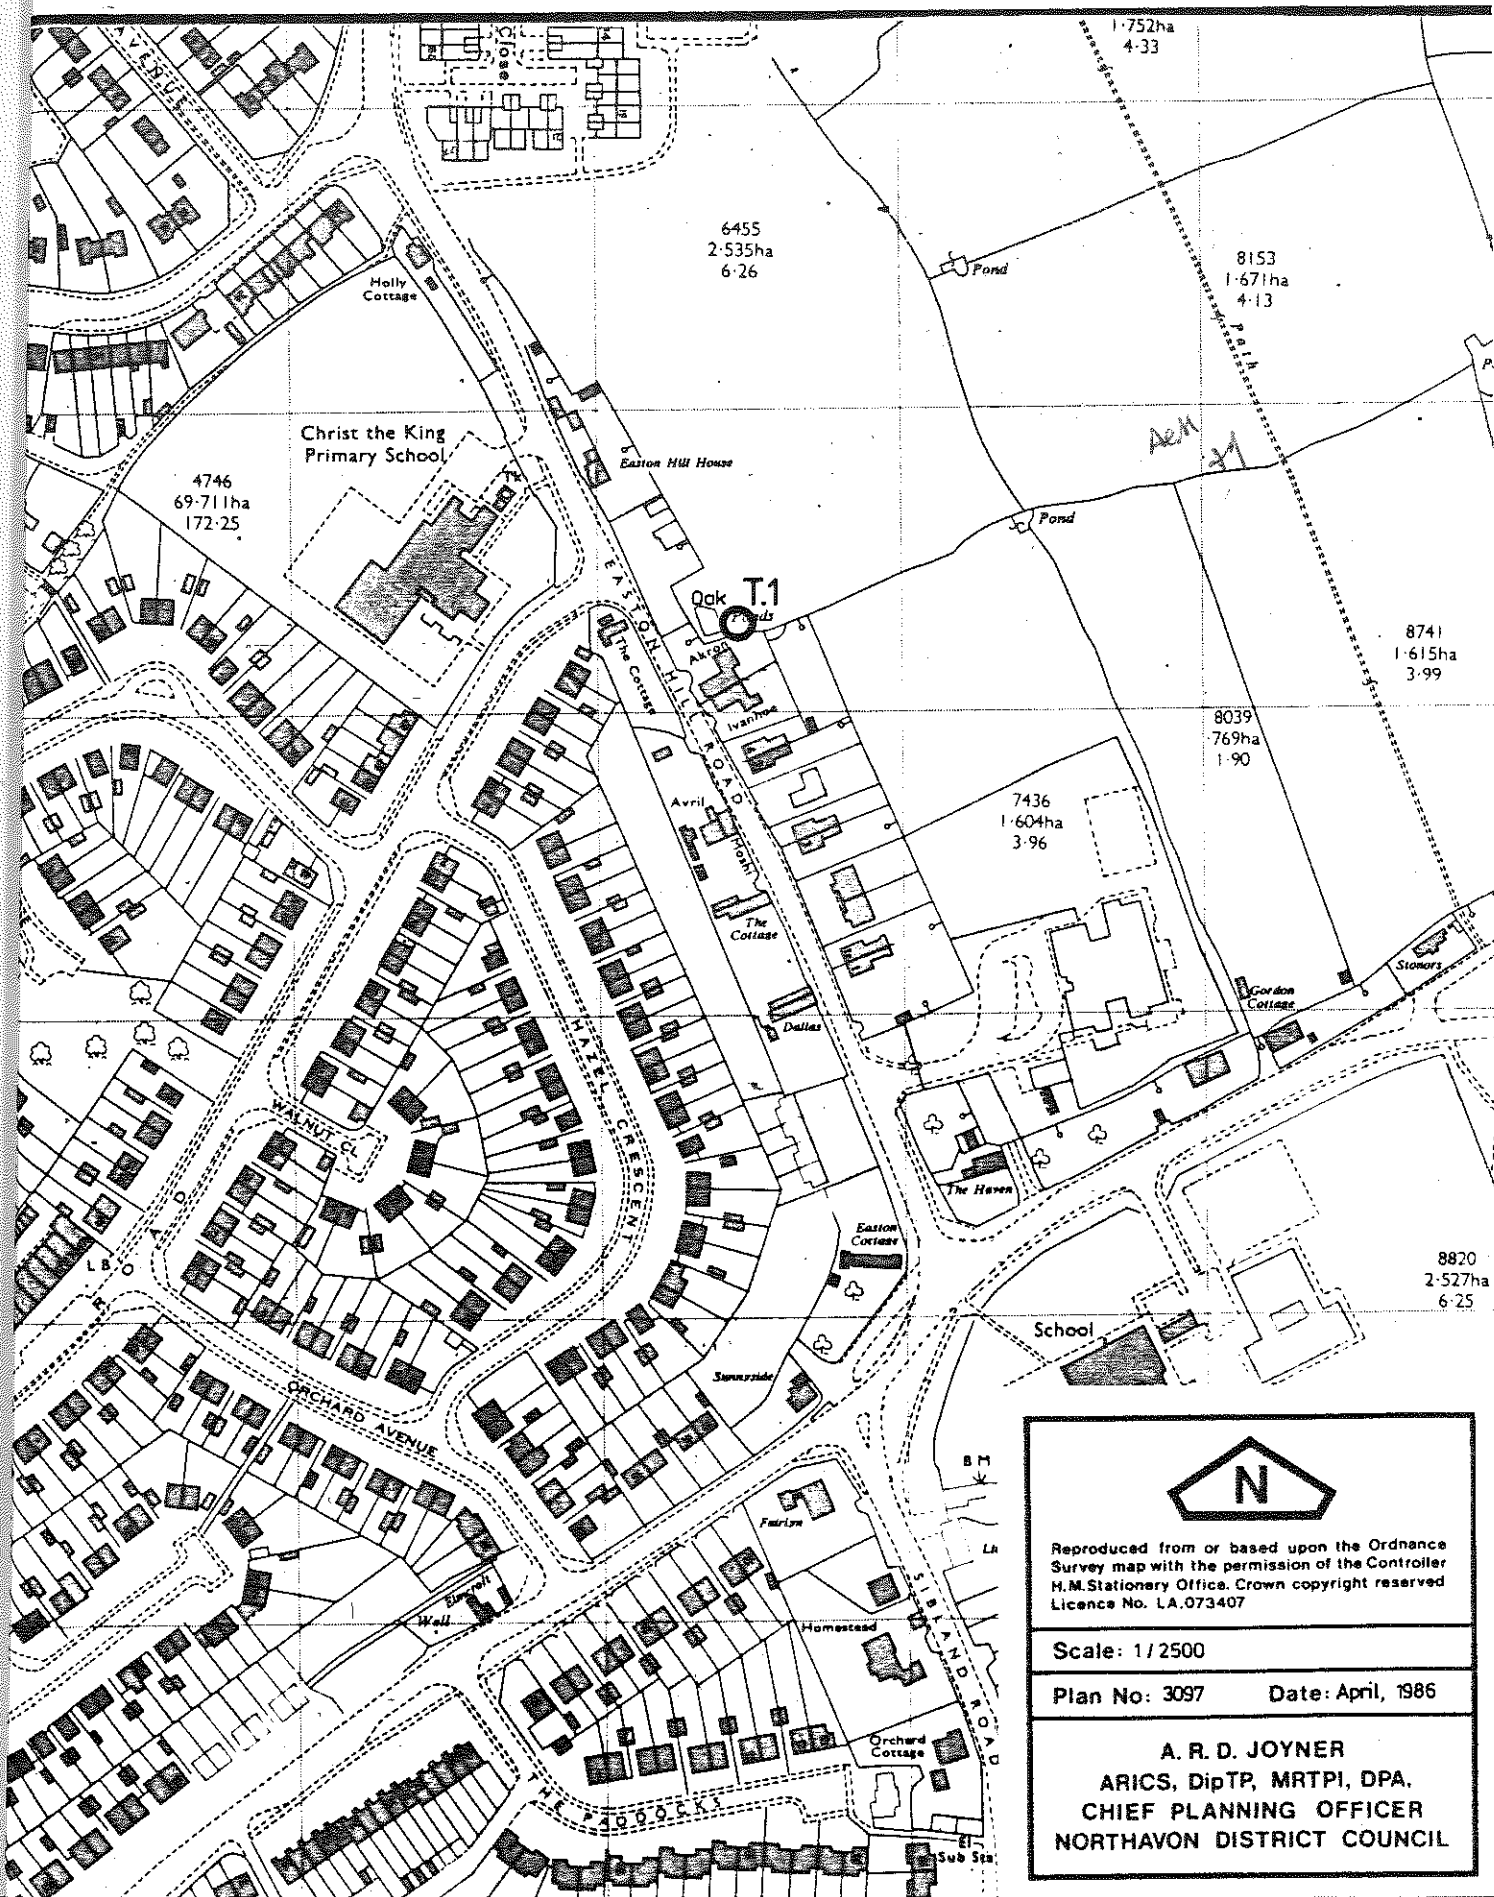 AVENUE
Close
1·752ha
4·33
6455
2·535ha
6·26
Pond
8153
1·671ha
4·13
Path
Holly
Cottage
Christ the King
Primary School
4746
69·711ha
172·25
Easton Hill House
Pond
Oak T.1
Akron
The Cottage
EASTON HILL ROAD
Ivanhoe
8741
1·615ha
3·99
8039
·769ha
1·90
7436
1·604ha
3·96
Avril
Moshi
The
Cottage
Dallas
Stonors
Gordon
Cottage
HAZEL CRESCENT
WALNUT CL
The Haven
Easton
Cottage
LB
ROAD
8820
2·527ha
6·25
School
Sunnyside
ORCHARD AVENUE
BM
Fairlyn
Elmcroft
Well
SIBLAND ROAD
Homestead
Orchard
Cottage
THE PADDOCKS
El
Sub Sta
N
Reproduced from or based upon the Ordnance
Survey map with the permission of the Controller
H.M.Stationery Office. Crown copyright reserved
Licence No. LA.073407
Scale: 1/2500
Plan No: 3097 Date: April, 1986
A. R. D. JOYNER
ARICS, DipTP, MRTPI, DPA.
CHIEF PLANNING OFFICER
NORTHAVON DISTRICT COUNCIL